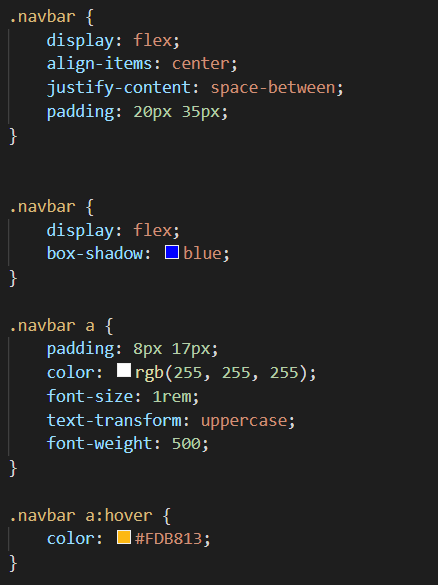 .navbar {
    display: flex;
    align-items: center;
    justify-content: space-between;
    padding: 20px 35px;
}
.navbar {
    display: flex;
    box-shadow: blue;
}
.navbar a {
    padding: 8px 17px;
    color: rgb(255, 255, 255);
    font-size: 1rem;
    text-transform: uppercase;
    font-weight: 500;
}
.navbar a:hover {
    color: #FDB813;
}